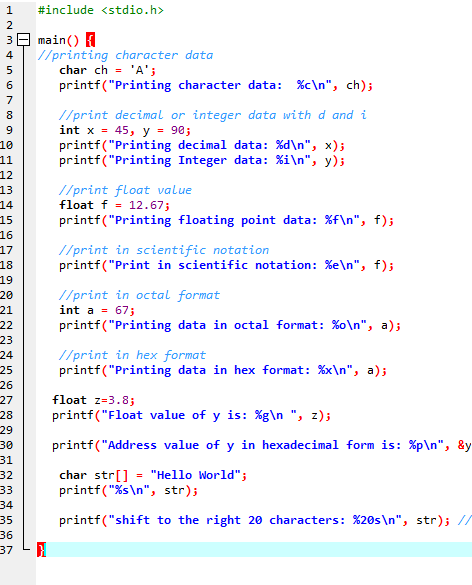 1 #include <stdio.h>
2
3 main() {
4 //printing character data
5 char ch = 'A';
6 printf("Printing character data:  %c\n", ch);
7
8 //print decimal or integer data with d and i
9 int x = 45, y = 90;
10 printf("Printing decimal data: %d\n", x);
11 printf("Printing Integer data: %i\n", y);
12
13 //print float value
14 float f = 12.67;
15 printf("Printing floating point data: %f\n", f);
16
17 //print in scientific notation
18 printf("Print in scientific notation: %e\n", f);
19
20 //print in octal format
21 int a = 67;
22 printf("Printing data in octal format: %o\n", a);
23
24 //print in hex format
25 printf("Printing data in hex format: %x\n", a);
26
27 float z=3.8;
28 printf("Float value of y is: %g\n ", z);
29
30 printf("Address value of y in hexadecimal form is: %p\n", &y
31
32 char str[] = "Hello World";
33 printf("%s\n", str);
34
35 printf("shift to the right 20 characters: %20s\n", str); //
36
37 }